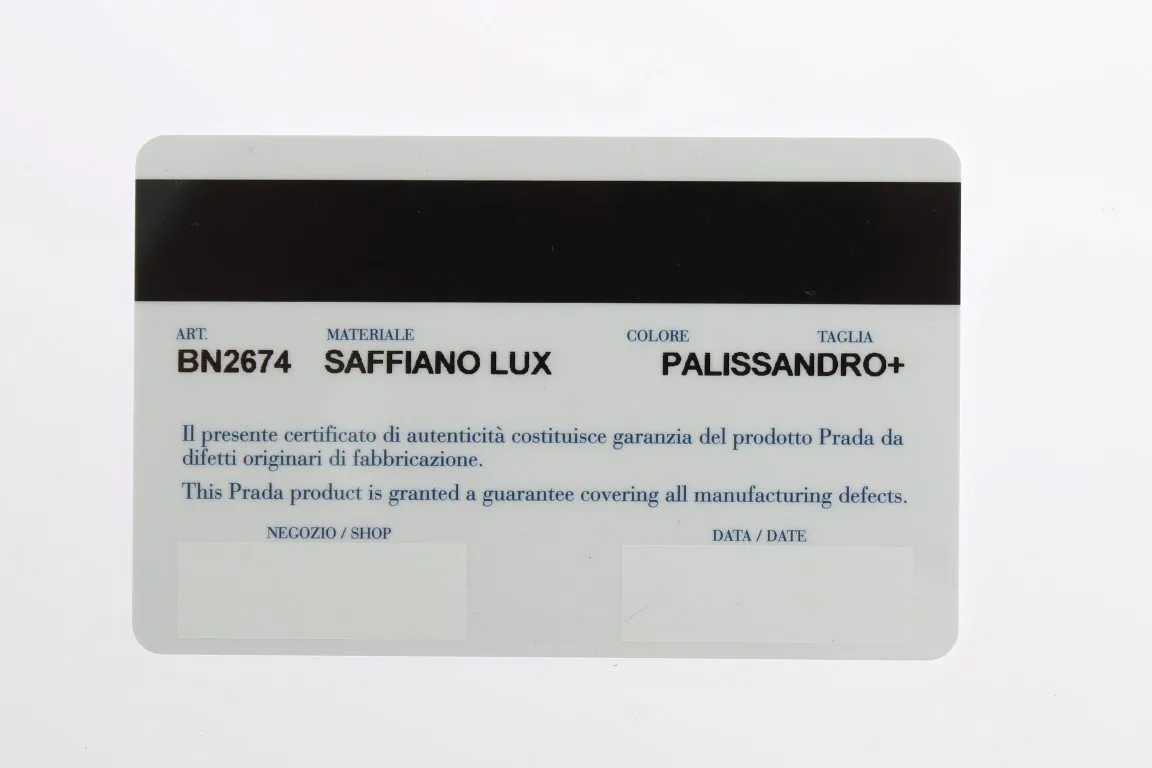 ART. MATERIALE COLORE TAGLIA
BN2674 SAFFIANO LUX PALISSANDRO+
Il presente certificato di autenticità costituisce garanzia del prodotto Prada da
difetti originari di fabbricazione.
This Prada product is granted a guarantee covering all manufacturing defects.
NEGOZIO / SHOP DATA / DATE